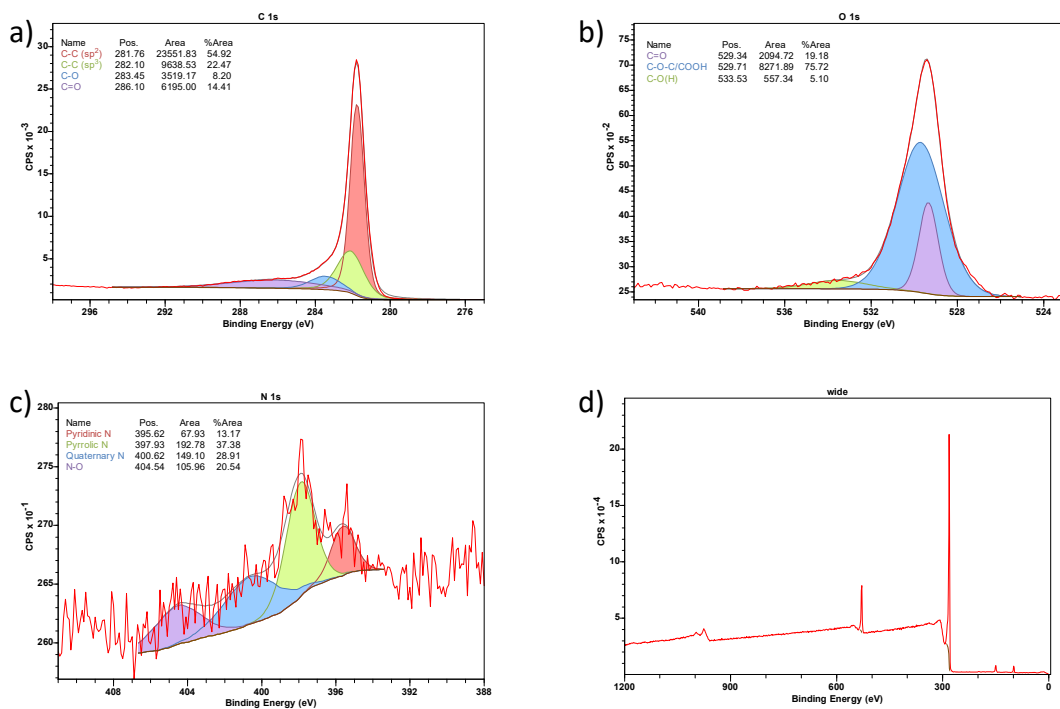 a)
C 1s
Name Pos. Area %Area
C-C (sp²) 281.76 23551.83 54.92
C-C (sp³) 282.10 9638.53 22.47
C-O 283.45 3519.17 8.20
C=O 286.10 6195.00 14.41
CPS x 10⁻³
30
25
20
15
10
5
296 292 288 284 280 276
Binding Energy (eV)
b)
O 1s
Name Pos. Area %Area
C=O 529.34 2094.72 19.18
C-O-C/COOH 529.71 8271.89 75.72
C-O(H) 533.53 557.34 5.10
CPS x 10⁻²
75
70
65
60
55
50
45
40
35
30
25
540 536 532 528 524
Binding Energy (eV)
c)
N 1s
Name Pos. Area %Area
Pyridinic N 395.62 67.93 13.17
Pyrrolic N 397.93 192.78 37.38
Quaternary N 400.62 149.10 28.91
N-O 404.54 105.96 20.54
CPS x 10⁻¹
280
275
270
265
260
408 404 400 396 392 388
Binding Energy (eV)
d)
wide
CPS x 10⁻⁴
20
15
10
5
1200 900 600 300 0
Binding Energy (eV)